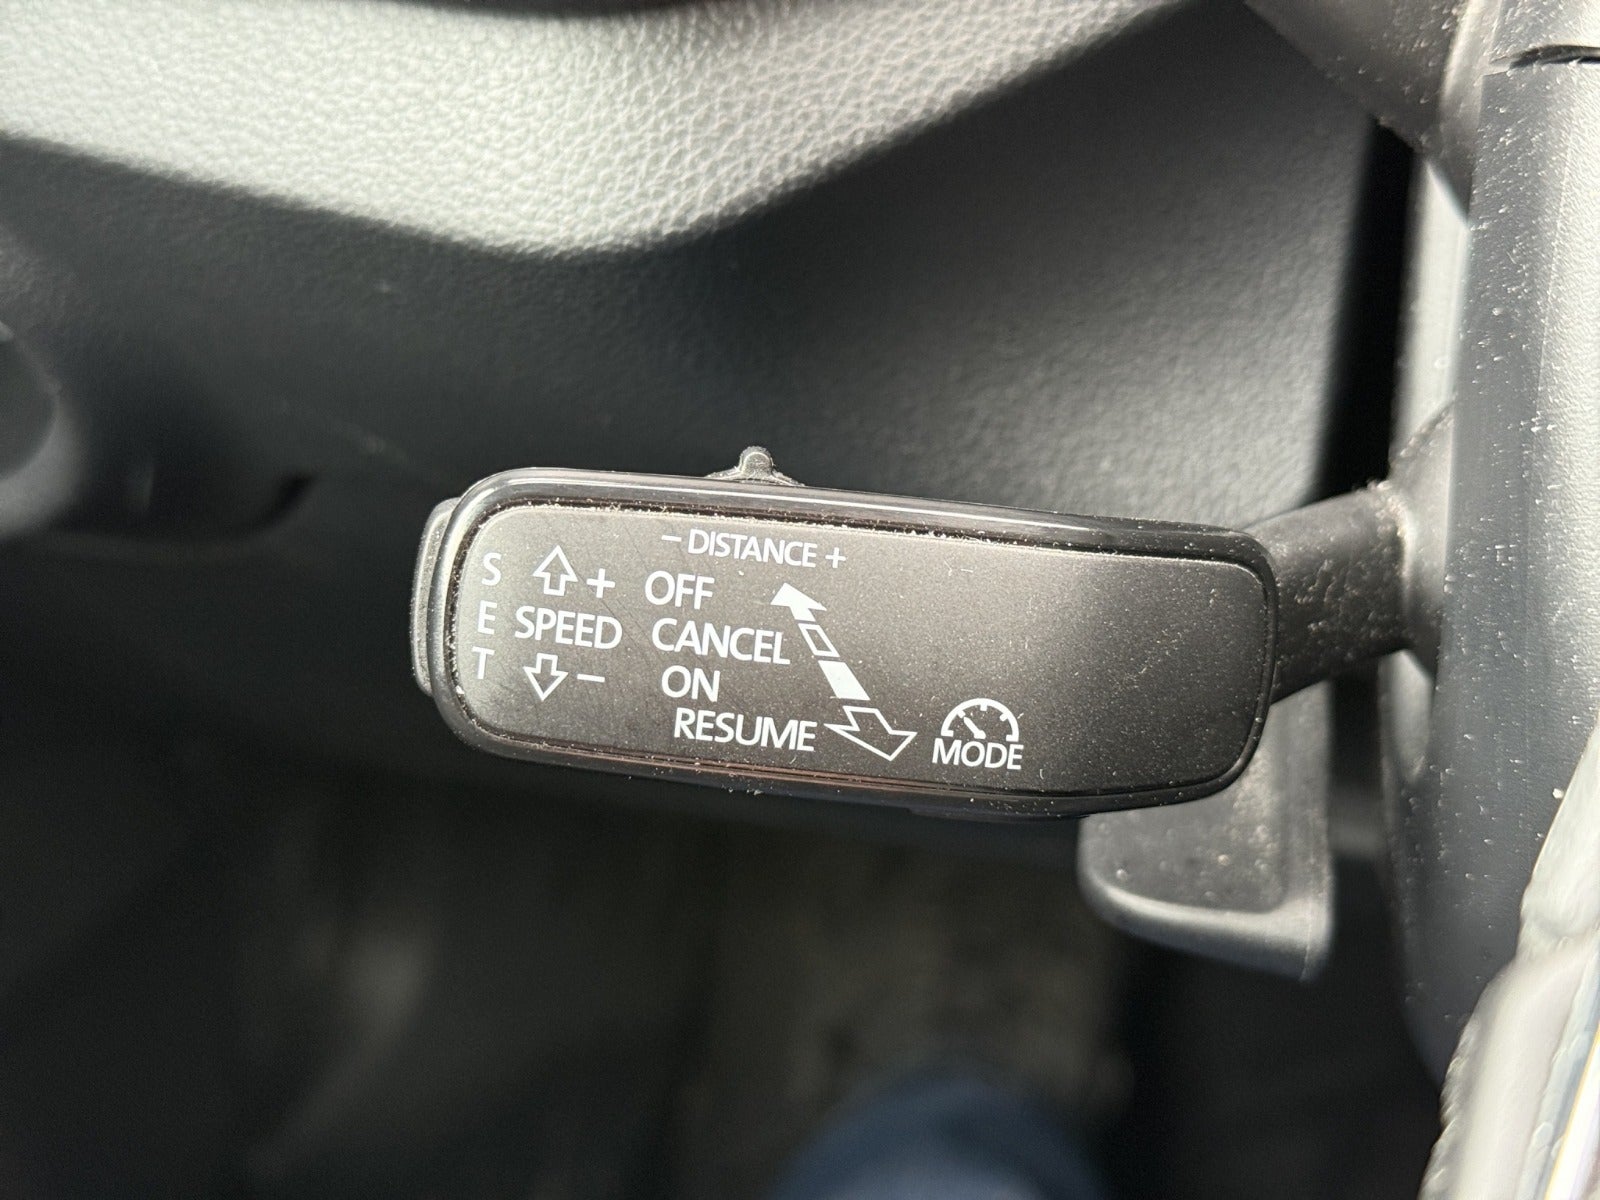 - DISTANCE +
S
E
T
+
SPEED
-
OFF
CANCEL
ON
RESUME
MODE